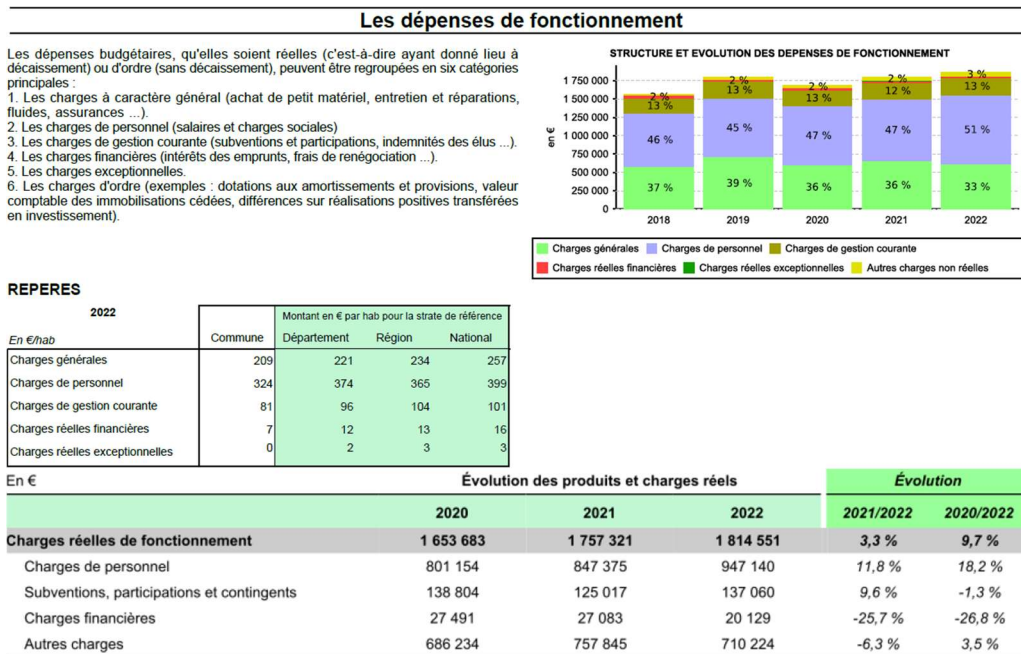 Les dépenses de fonctionnement
Les dépenses budgétaires, qu'elles soient réelles (c'est-à-dire ayant donné lieu à
décaissement) ou d'ordre (sans décaissement), peuvent être regroupées en six catégories
principales :
1. Les charges à caractère général (achat de petit matériel, entretien et réparations,
fluides, assurances ...).
2. Les charges de personnel (salaires et charges sociales)
3. Les charges de gestion courante (subventions et participations, indemnités des élus ...).
4. Les charges financières (intérêts des emprunts, frais de renégociation ...).
5. Les charges exceptionnelles.
6. Les charges d'ordre (exemples : dotations aux amortissements et provisions, valeur
comptable des immobilisations cédées, différences sur réalisations positives transférées
en investissement).
STRUCTURE ET EVOLUTION DES DEPENSES DE FONCTIONNEMENT
en €
1 750 000
1 500 000
1 250 000
1 000 000
750 000
500 000
250 000
0
2 % 2 % 2 % 2 % 3 %
13 % 13 % 13 % 12 % 13 %
46 % 45 % 47 % 47 % 51 %
37 % 39 % 36 % 36 % 33 %
2018 2019 2020 2021 2022
Charges générales Charges de personnel Charges de gestion courante
Charges réelles financières Charges réelles exceptionnelles Autres charges non réelles
REPERES
2022 Montant en € par hab pour la strate de référence
En €/hab Commune Département Région National
Charges générales 209 221 234 257
Charges de personnel 324 374 365 399
Charges de gestion courante 81 96 104 101
Charges réelles financières 7 12 13 16
Charges réelles exceptionnelles 0 2 3 3
En € Évolution des produits et charges réels Évolution
2020 2021 2022 2021/2022 2020/2022
Charges réelles de fonctionnement 1 653 683 1 757 321 1 814 551 3,3 % 9,7 %
Charges de personnel 801 154 847 375 947 140 11,8 % 18,2 %
Subventions, participations et contingents 138 804 125 017 137 060 9,6 % -1,3 %
Charges financières 27 491 27 083 20 129 -25,7 % -26,8 %
Autres charges 686 234 757 845 710 224 -6,3 % 3,5 %